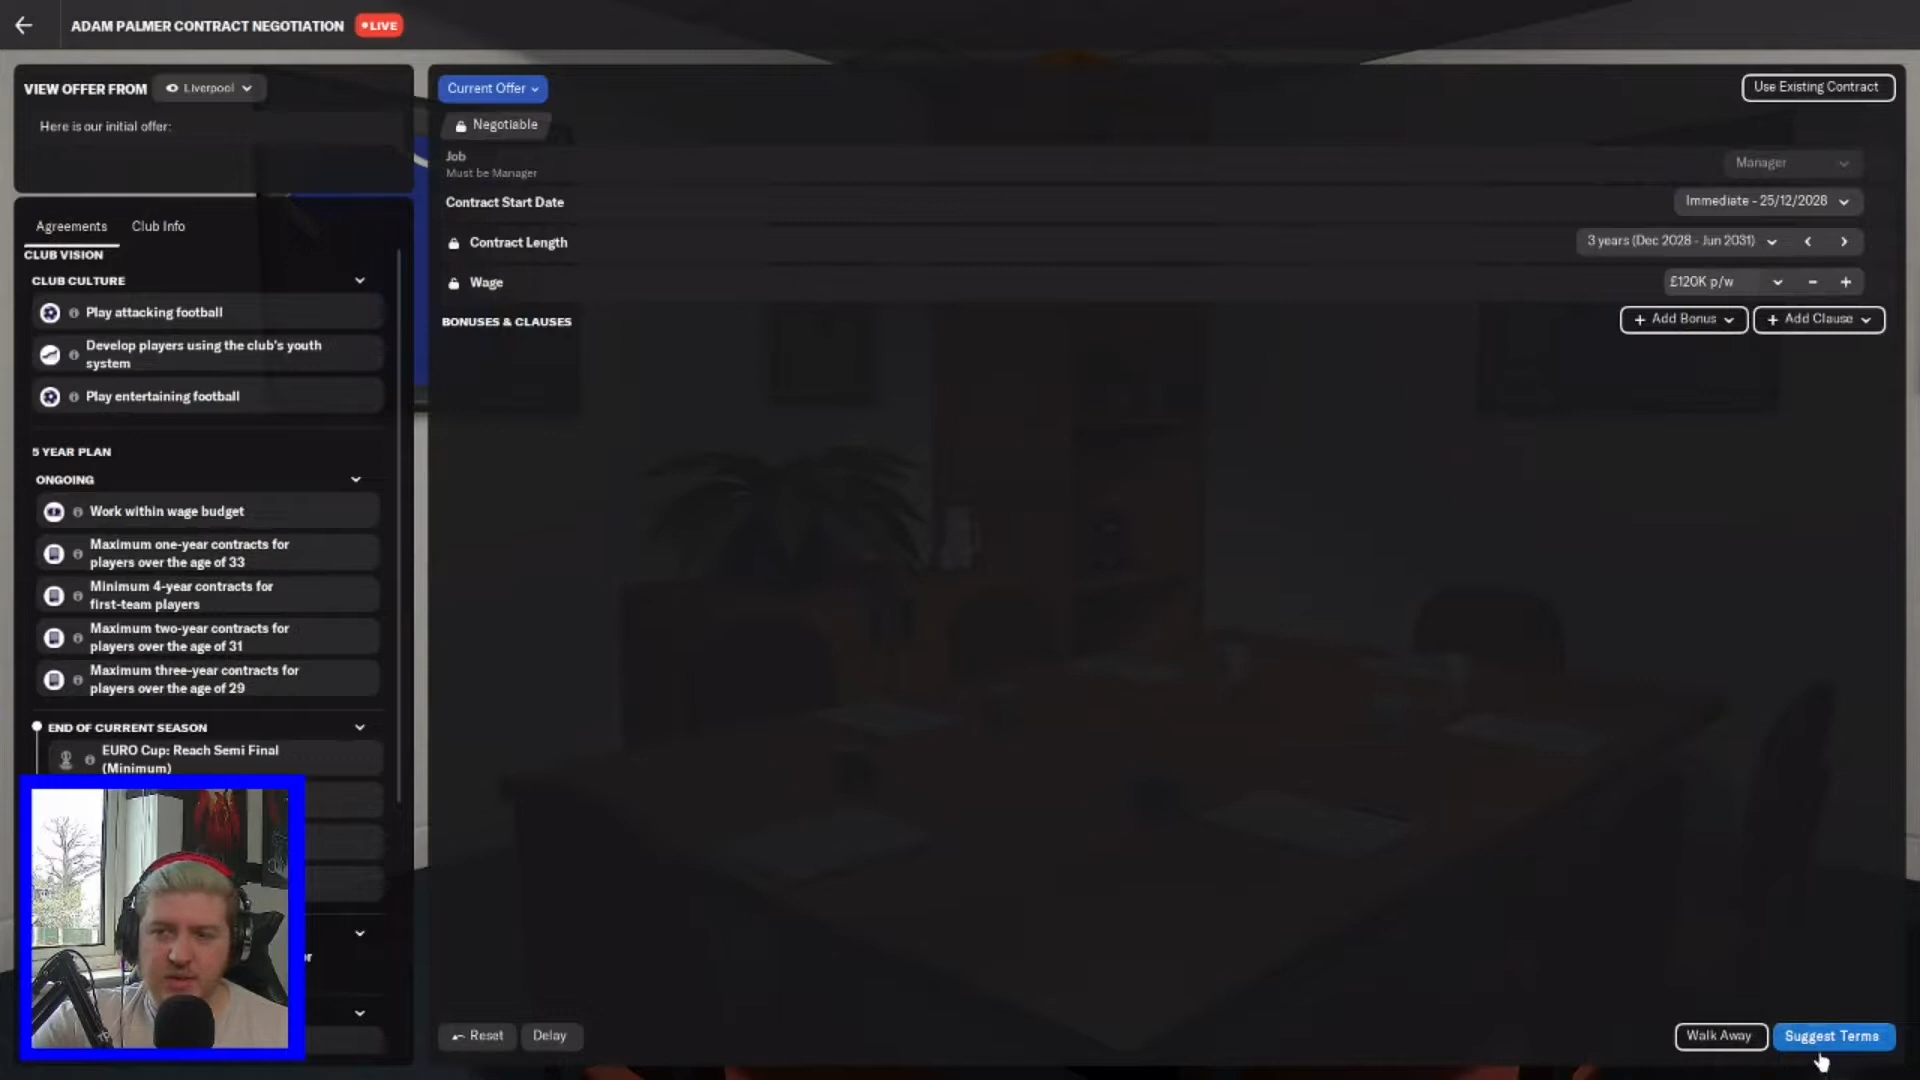 ADAM PALMER CONTRACT NEGOTIATION
LIVE
VIEW OFFER FROM
Liverpool
Here is our initial offer:
Agreements
Club Info
CLUB VISION
CLUB CULTURE
Play attacking football
Develop players using the club's youth
system
Play entertaining football
5 YEAR PLAN
ONGOING
Work within wage budget
Maximum one-year contracts for
players over the age of 33
Minimum 4-year contracts for
first-team players
Maximum two-year contracts for
players over the age of 31
Maximum three-year contracts for
players over the age of 29
END OF CURRENT SEASON
EURO Cup: Reach Semi Final
(Minimum)
Current Offer
Use Existing Contract
Negotiable
Job
Must be Manager
Manager
Contract Start Date
Immediate - 25/12/2028
Contract Length
3 years (Dec 2028 - Jun 2031)
Wage
£120K p/w
BONUSES & CLAUSES
+ Add Bonus
+ Add Clause
Reset
Delay
Walk Away
Suggest Terms